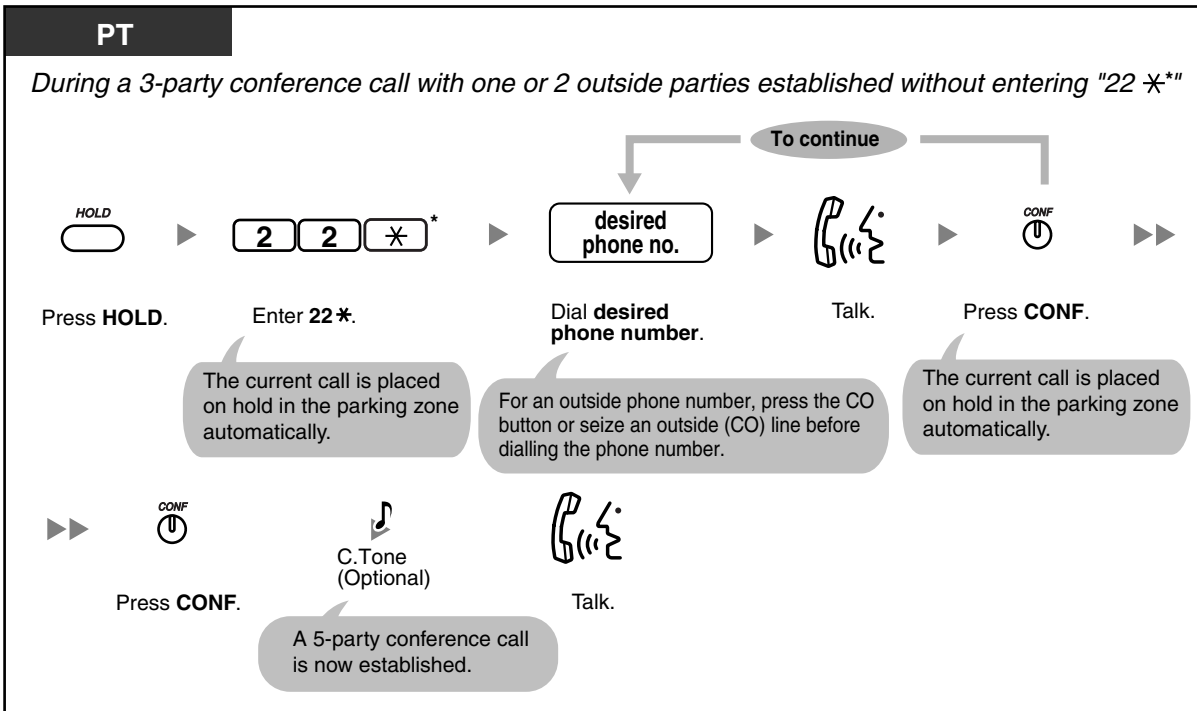 PT
During a 3-party conference call with one or 2 outside parties established without entering "22 ✳*"
To continue
HOLD
2 2 ✳ *
desired
phone no.
CONF
Press HOLD.
Enter 22✳.
Dial desired
phone number.
Talk.
Press CONF.
The current call is placed
on hold in the parking zone
automatically.
For an outside phone number, press the CO
button or seize an outside (CO) line before
dialling the phone number.
The current call is placed
on hold in the parking zone
automatically.
CONF
C.Tone
(Optional)
Press CONF.
Talk.
A 5-party conference call
is now established.